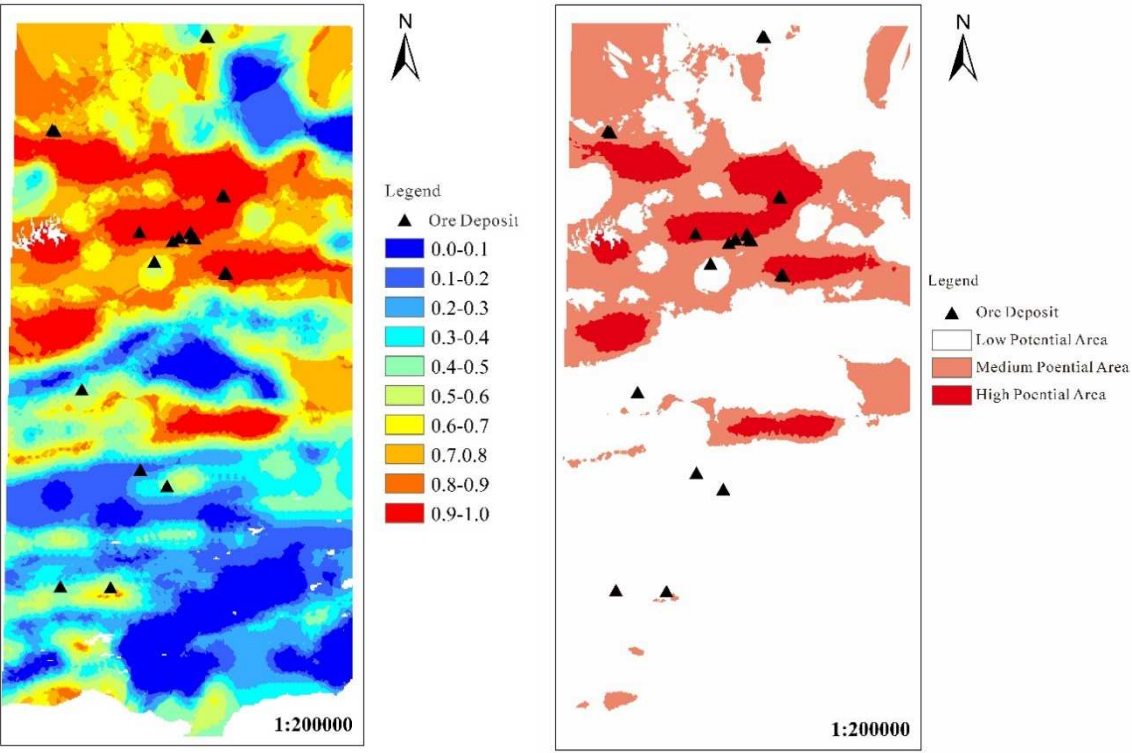 N
Legend
Ore Deposit
0.0-0.1
0.1-0.2
0.2-0.3
0.3-0.4
0.4-0.5
0.5-0.6
0.6-0.7
0.7.0.8
0.8-0.9
0.9-1.0
1:200000
N
Legend
Ore Deposit
Low Potential Area
Medium Poential Area
High Poential Area
1:200000